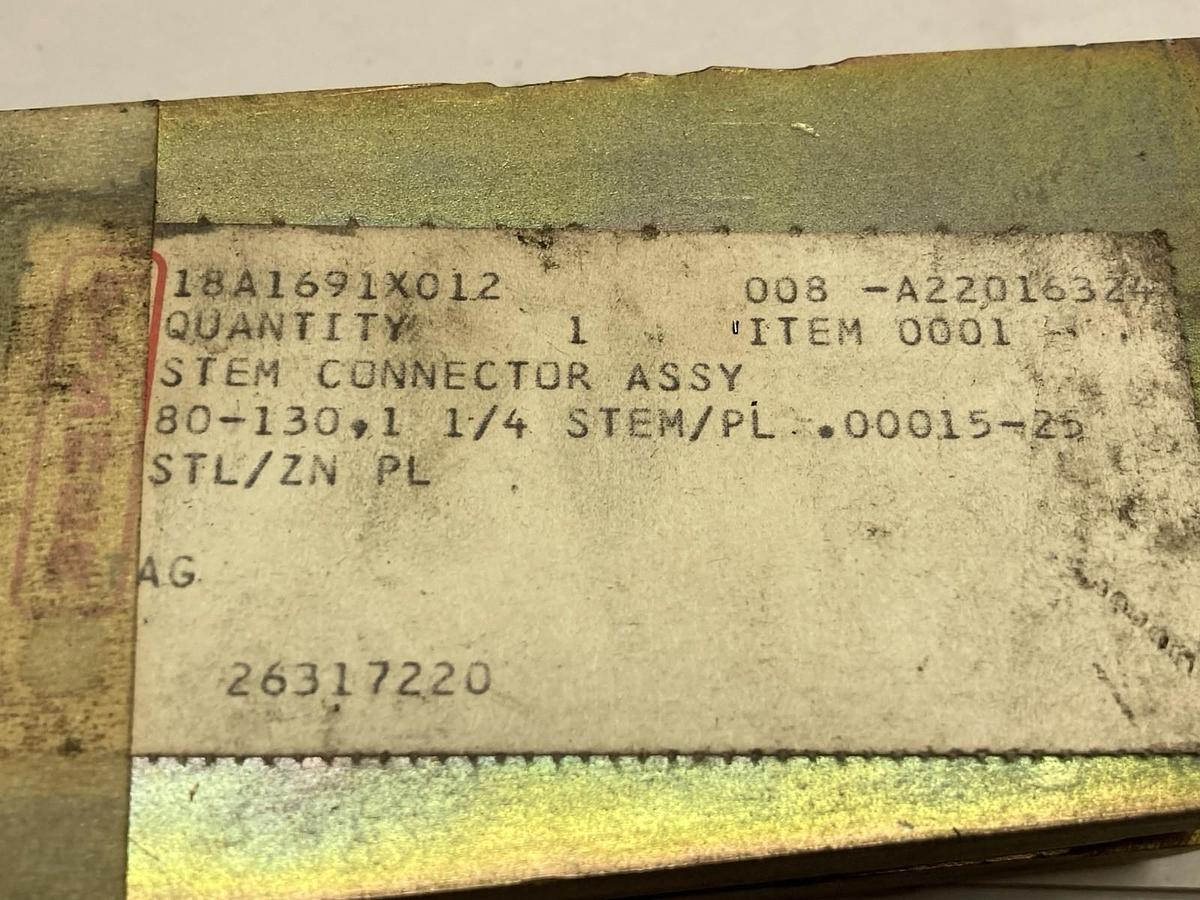 18A1691X012 008 -A22016324
QUANTITY 1 ITEM 0001
STEM CONNECTOR ASSY
80-130,1 1/4 STEM/PL .00015-25
STL/ZN PL
AG
26317220